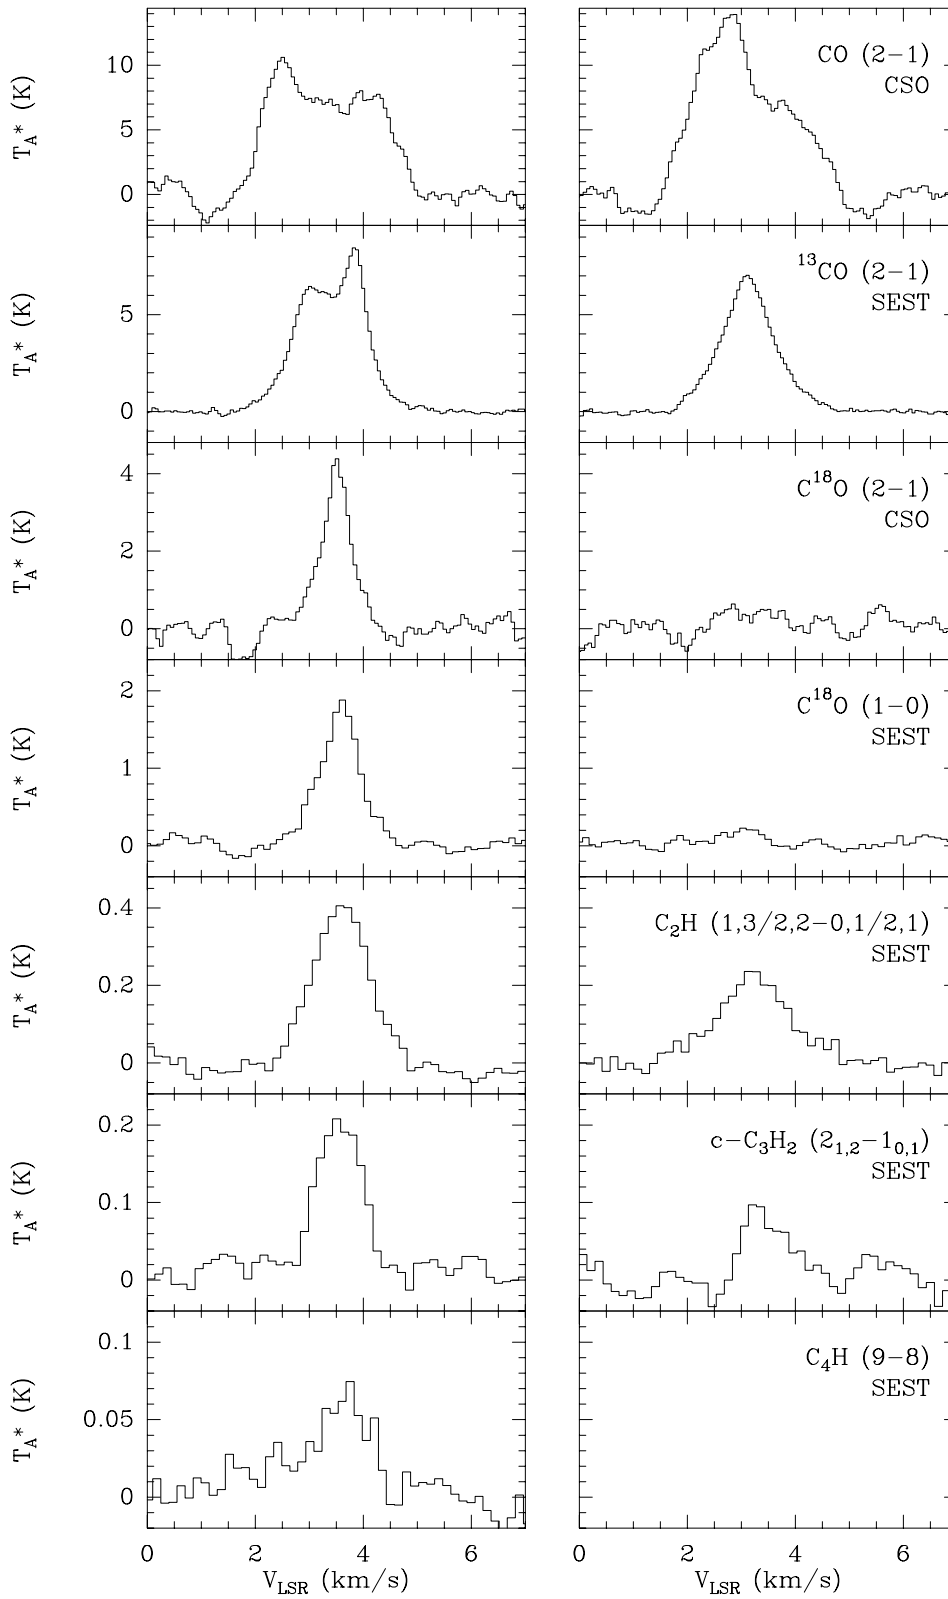 T_A* (K)
10
5
0
CO (2−1)
CSO
T_A* (K)
5
0
¹³CO (2−1)
SEST
T_A* (K)
4
2
0
C¹⁸O (2−1)
CSO
T_A* (K)
2
1
0
C¹⁸O (1−0)
SEST
T_A* (K)
0.4
0.2
0
C₂H (1,3/2,2−0,1/2,1)
SEST
T_A* (K)
0.2
0.1
0
c−C₃H₂ (2₁,₂−1₀,₁)
SEST
T_A* (K)
0.1
0.05
0
C₄H (9−8)
SEST
0 2 4 6
0 2 4 6
V_LSR (km/s)
V_LSR (km/s)